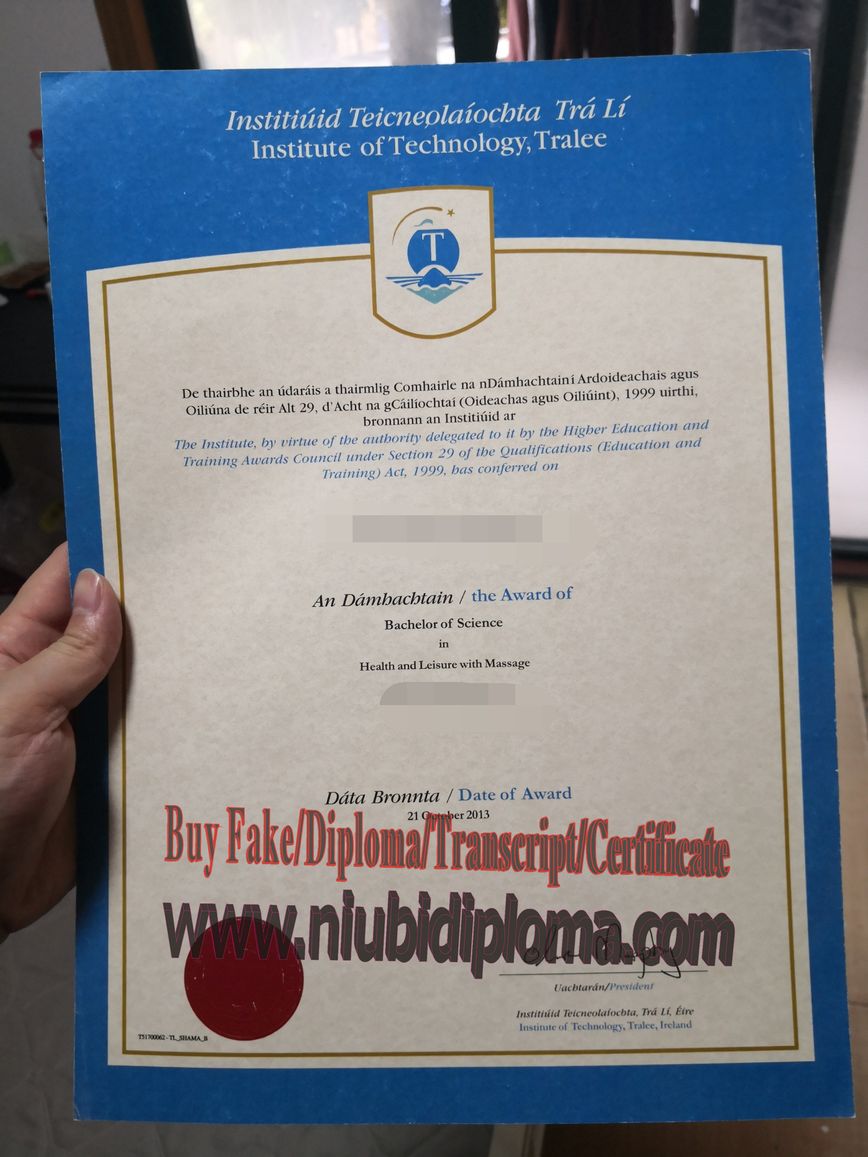 Institiúid Teicneolaíochta Trá Lí
Institute of Technology, Tralee
T
De thairbhe an údaráis a thairmlig Comhairle na nDámhachtainí Ardoideachais agus
Oiliúna de réir Alt 29, d'Acht na gCáilíochtaí (Oideachas agus Oiliúint), 1999 uirthi,
bronnann an Institiúid ar
The Institute, by virtue of the authority delegated to it by the Higher Education and
Training Awards Council under Section 29 of the Qualifications (Education and
Training) Act, 1999, has conferred on
An Dámhachtain / the Award of
Bachelor of Science
in
Health and Leisure with Massage
Dáta Bronnta / Date of Award
21 October 2013
Buy Fake/Diploma/Transcript/Certificate
www.niubidiploma.com
Uachtarán/President
Institiúid Teicneolaíochta, Trá Lí, Éire
Institute of Technology, Tralee, Ireland
T51700062 - TL_SHAMA_B